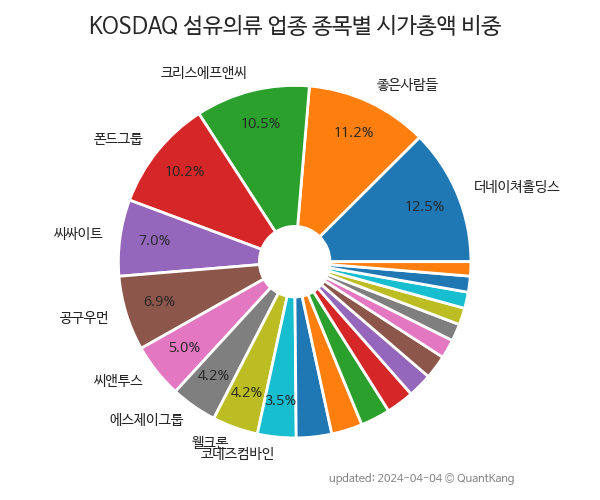 KOSDAQ 섬유의류 업종 종목별 시가총액 비중
크리스에프앤씨
좋은사람들
폰드그룹
더네이쳐홀딩스
씨싸이트
공구우먼
씨앤투스
에스제이그룹
웰크론
코데즈컴바인
10.5%
11.2%
10.2%
12.5%
7.0%
6.9%
5.0%
4.2%
4.2%
3.5%
updated: 2024-04-04 © QuantKang